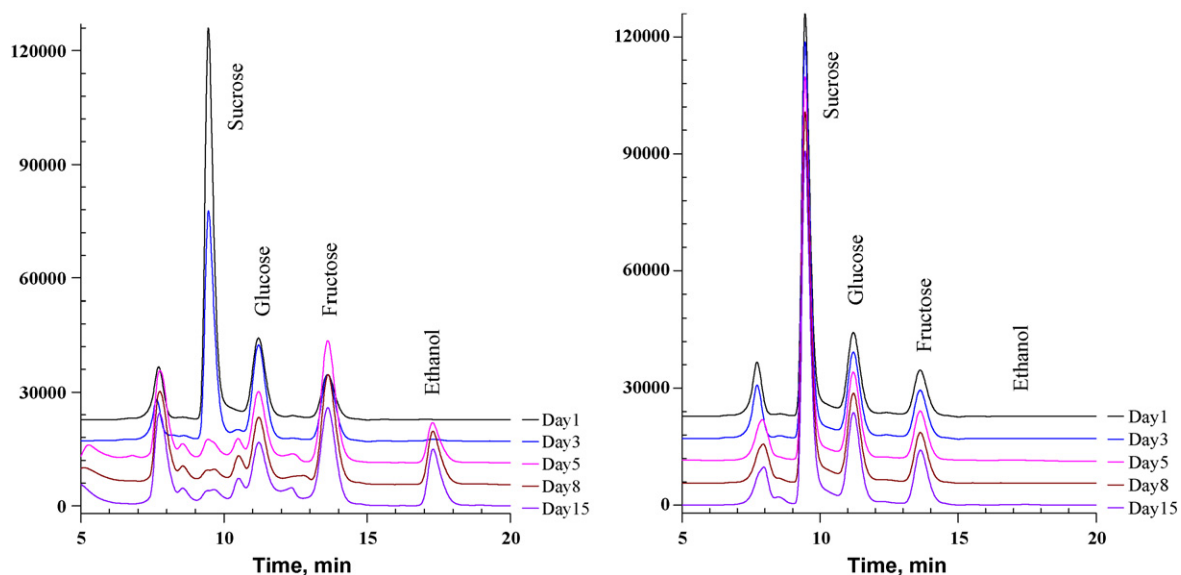 120000
90000
60000
30000
0
Sucrose
Glucose
Fructose
Ethanol
Day1
Day3
Day5
Day8
Day15
5
10
15
20
Time, min
120000
90000
60000
30000
0
Sucrose
Glucose
Fructose
Ethanol
Day1
Day3
Day5
Day8
Day15
5
10
15
20
Time, min